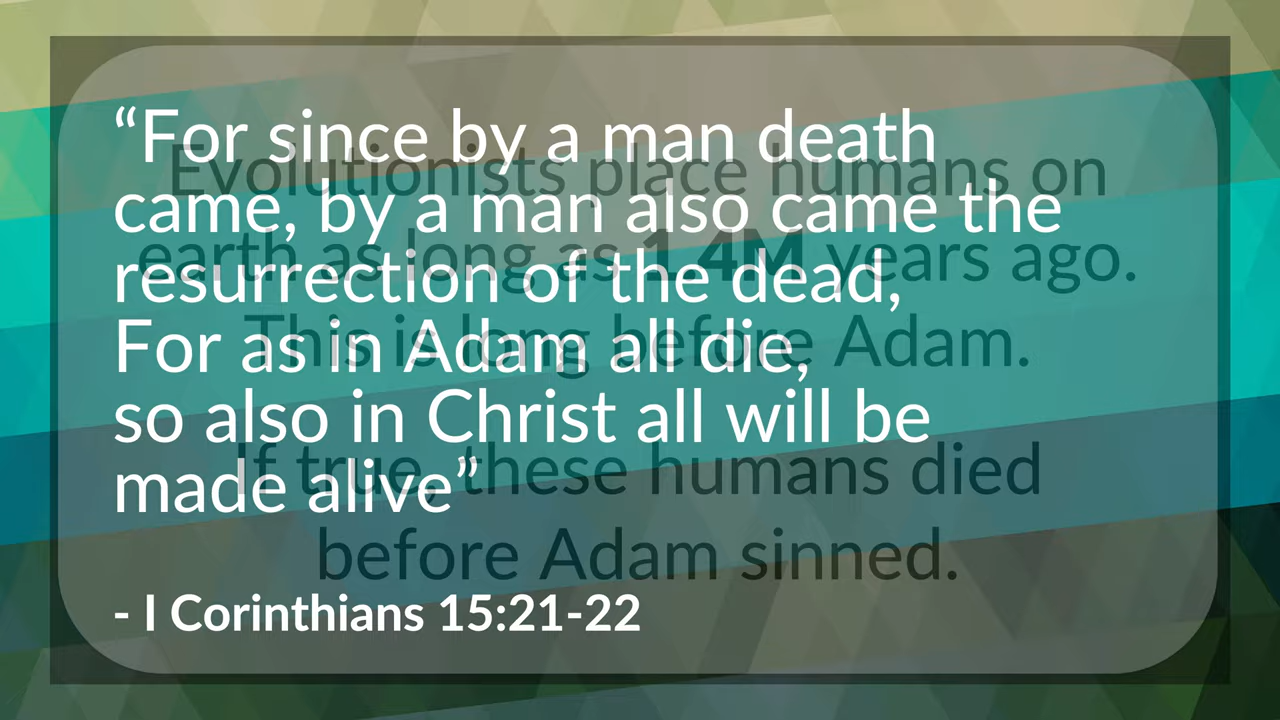 “For since by a man death
came, by a man also came the
resurrection of the dead,
For as in Adam all die,
so also in Christ all will be
made alive”
- I Corinthians 15:21-22
Evolutionists place humans on
earth as long as 1.4M years ago.
This is long before Adam.
If true, these humans died
before Adam sinned.